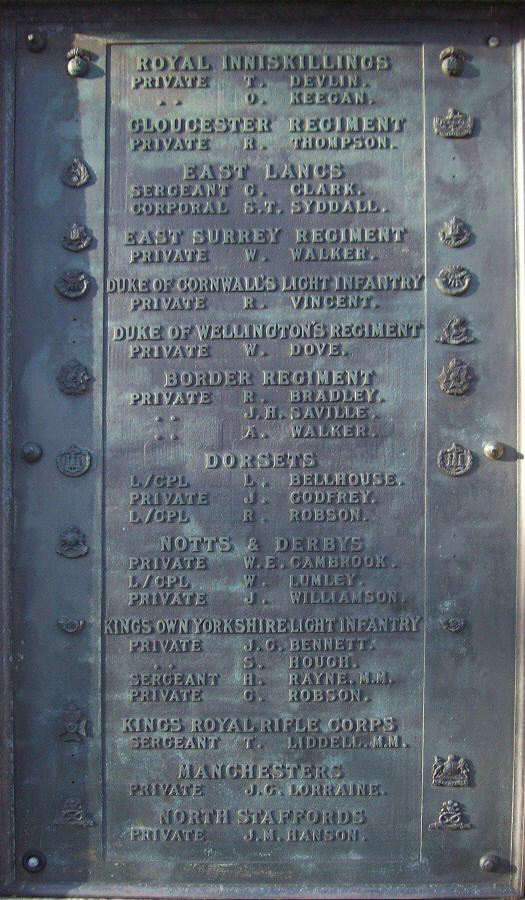 ROYAL INNISKILLINGS
PRIVATE T. DEVLIN.
.. O. KEEGAN.
GLOUCESTER REGIMENT
PRIVATE R. THOMPSON.
EAST LANCS
SERGEANT G. CLARK.
CORPORAL S.T. SYDDALL.
EAST SURREY REGIMENT
PRIVATE W. WALKER.
DUKE OF CORNWALL'S LIGHT INFANTRY
PRIVATE R. VINCENT.
DUKE OF WELLINGTON'S REGIMENT
PRIVATE W. DOVE.
BORDER REGIMENT
PRIVATE R. BRADLEY.
.. J.H. SAVILLE.
.. A. WALKER.
DORSETS
L/CPL L. BELLHOUSE.
PRIVATE J. GODFREY.
L/CPL R. ROBSON.
NOTTS & DERBYS
PRIVATE W.E. CAMBROOK.
L/CPL W. LUMLEY.
PRIVATE J. WILLIAMSON.
KINGS OWN YORKSHIRE LIGHT INFANTRY
PRIVATE J.G. BENNETT.
.. S. HOUGH.
SERGEANT H. RAYNE. M.M.
PRIVATE G. ROBSON.
KINGS ROYAL RIFLE CORPS
SERGEANT T. LIDDELL. M.M.
MANCHESTERS
PRIVATE J.G. LORRAINE.
NORTH STAFFORDS
PRIVATE J.M. HANSON.